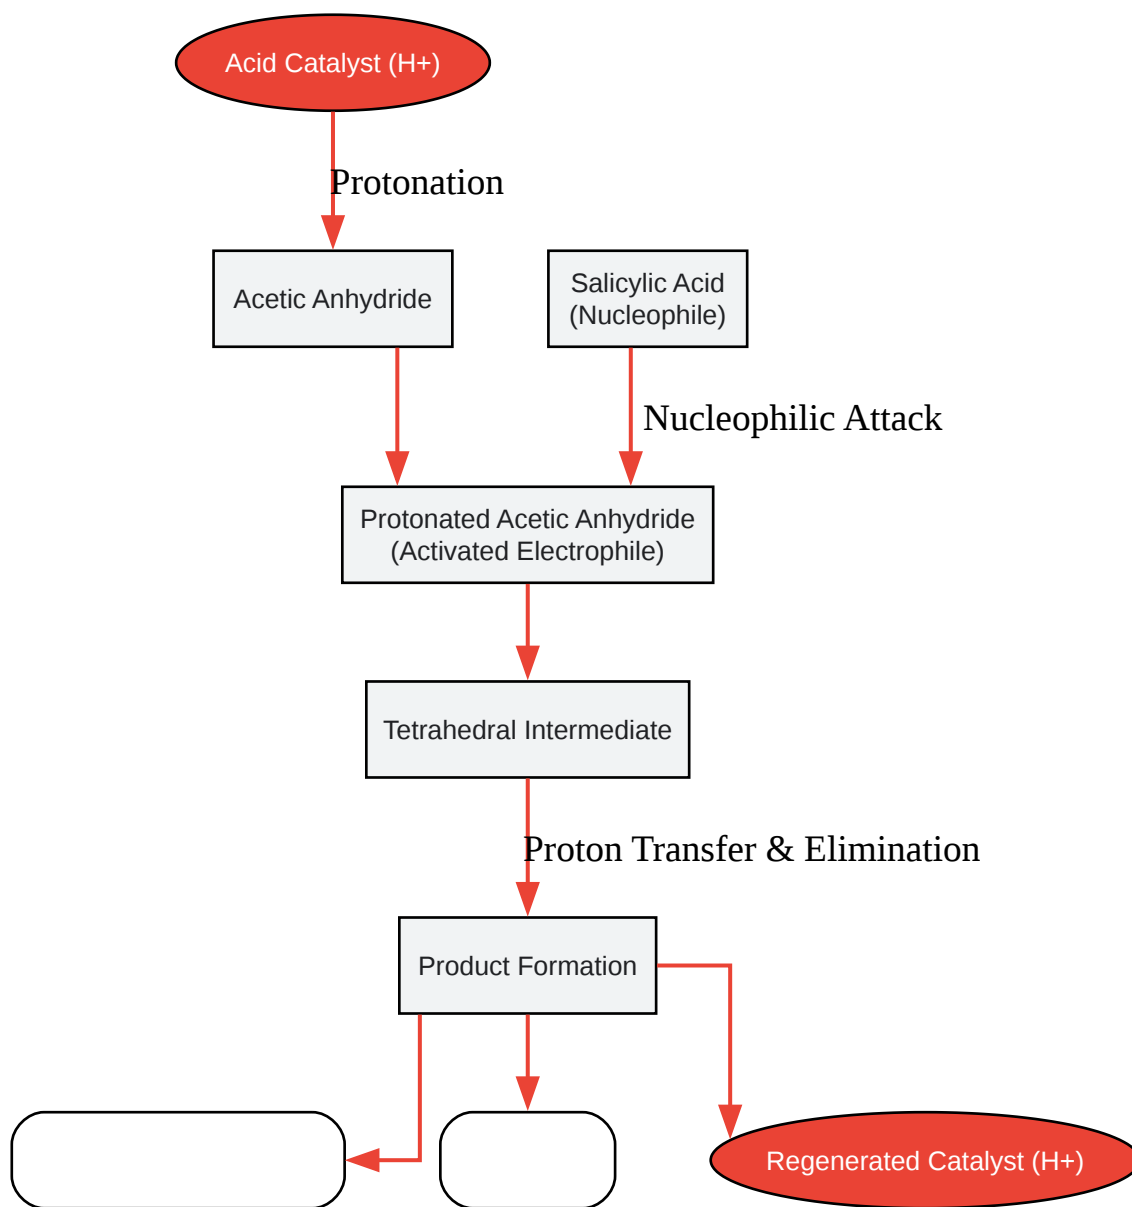 Acid Catalyst (H+)
Protonation
Acetic Anhydride
Salicylic Acid
(Nucleophile)
Nucleophilic Attack
Protonated Acetic Anhydride
(Activated Electrophile)
Tetrahedral Intermediate
Proton Transfer & Elimination
Product Formation
Regenerated Catalyst (H+)